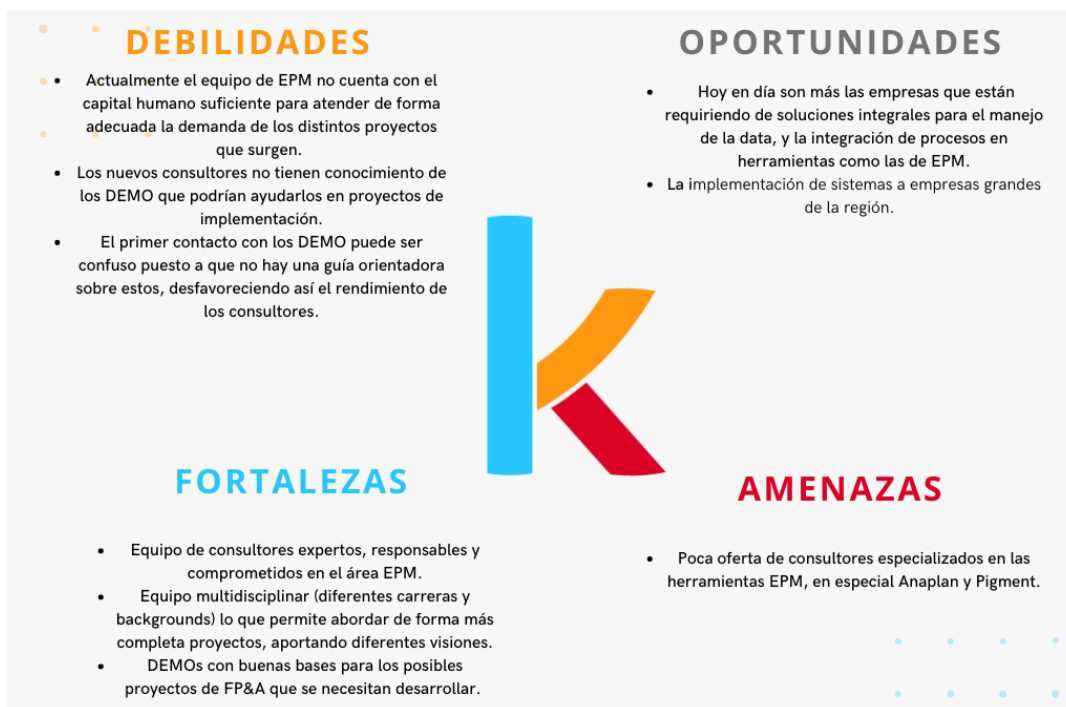 DEBILIDADES
Actualmente el equipo de EPM no cuenta con el
capital humano suficiente para atender de forma
adecuada la demanda de los distintos proyectos
que surgen.
Los nuevos consultores no tienen conocimiento de
los DEMO que podrían ayudarlos en proyectos de
implementación.
El primer contacto con los DEMO puede ser
confuso puesto a que no hay una guía orientadora
sobre estos, desfavoreciendo así el rendimiento de
los consultores.
OPORTUNIDADES
Hoy en día son más las empresas que están
requiriendo de soluciones integrales para el manejo
de la data, y la integración de procesos en
herramientas como las de EPM.
La implementación de sistemas a empresas grandes
de la región.
k
FORTALEZAS
Equipo de consultores expertos, responsables y
comprometidos en el área EPM.
Equipo multidisciplinar (diferentes carreras y
backgrounds) lo que permite abordar de forma más
completa proyectos, aportando diferentes visiones.
DEMOs con buenas bases para los posibles
proyectos de FP&A que se necesitan desarrollar.
AMENAZAS
Poca oferta de consultores especializados en las
herramientas EPM, en especial Anaplan y Pigment.